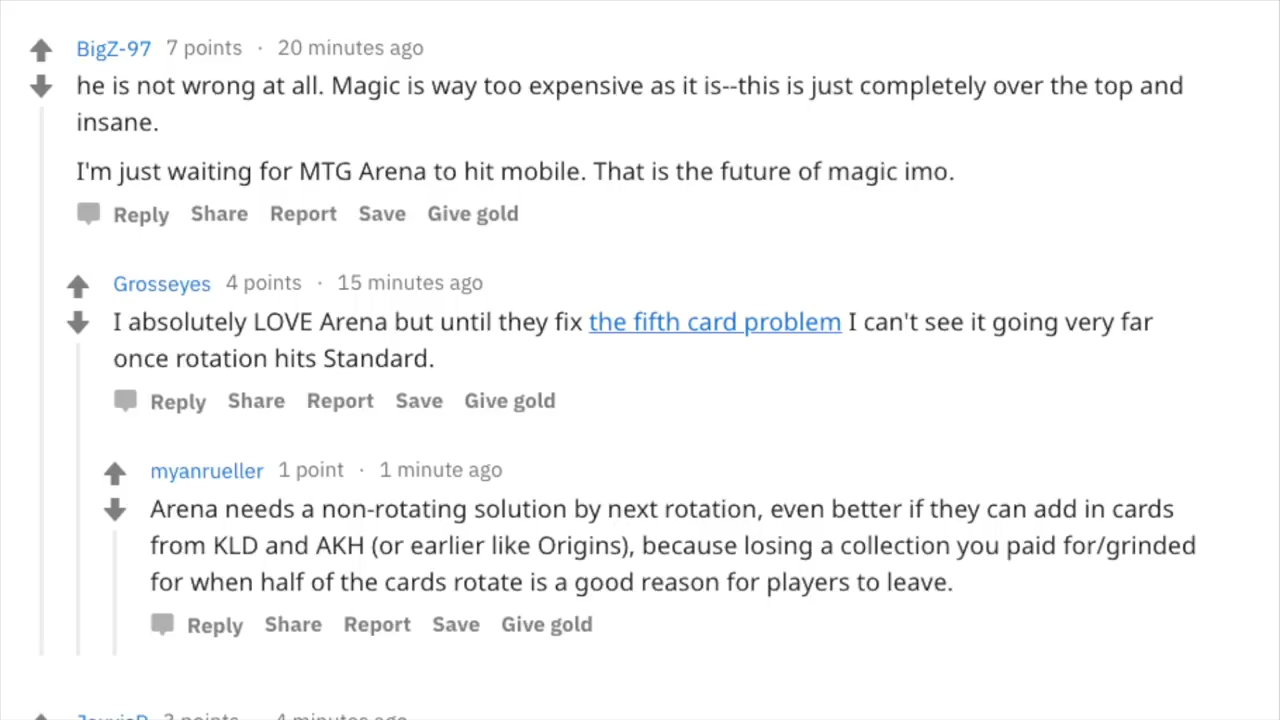 BigZ-97 7 points · 20 minutes ago
he is not wrong at all. Magic is way too expensive as it is--this is just completely over the top and
insane.
I'm just waiting for MTG Arena to hit mobile. That is the future of magic imo.
Reply Share Report Save Give gold
Grosseyes 4 points · 15 minutes ago
I absolutely LOVE Arena but until they fix the fifth card problem I can't see it going very far
once rotation hits Standard.
Reply Share Report Save Give gold
myanrueller 1 point · 1 minute ago
Arena needs a non-rotating solution by next rotation, even better if they can add in cards
from KLD and AKH (or earlier like Origins), because losing a collection you paid for/grinded
for when half of the cards rotate is a good reason for players to leave.
Reply Share Report Save Give gold
points 4 minutes ago